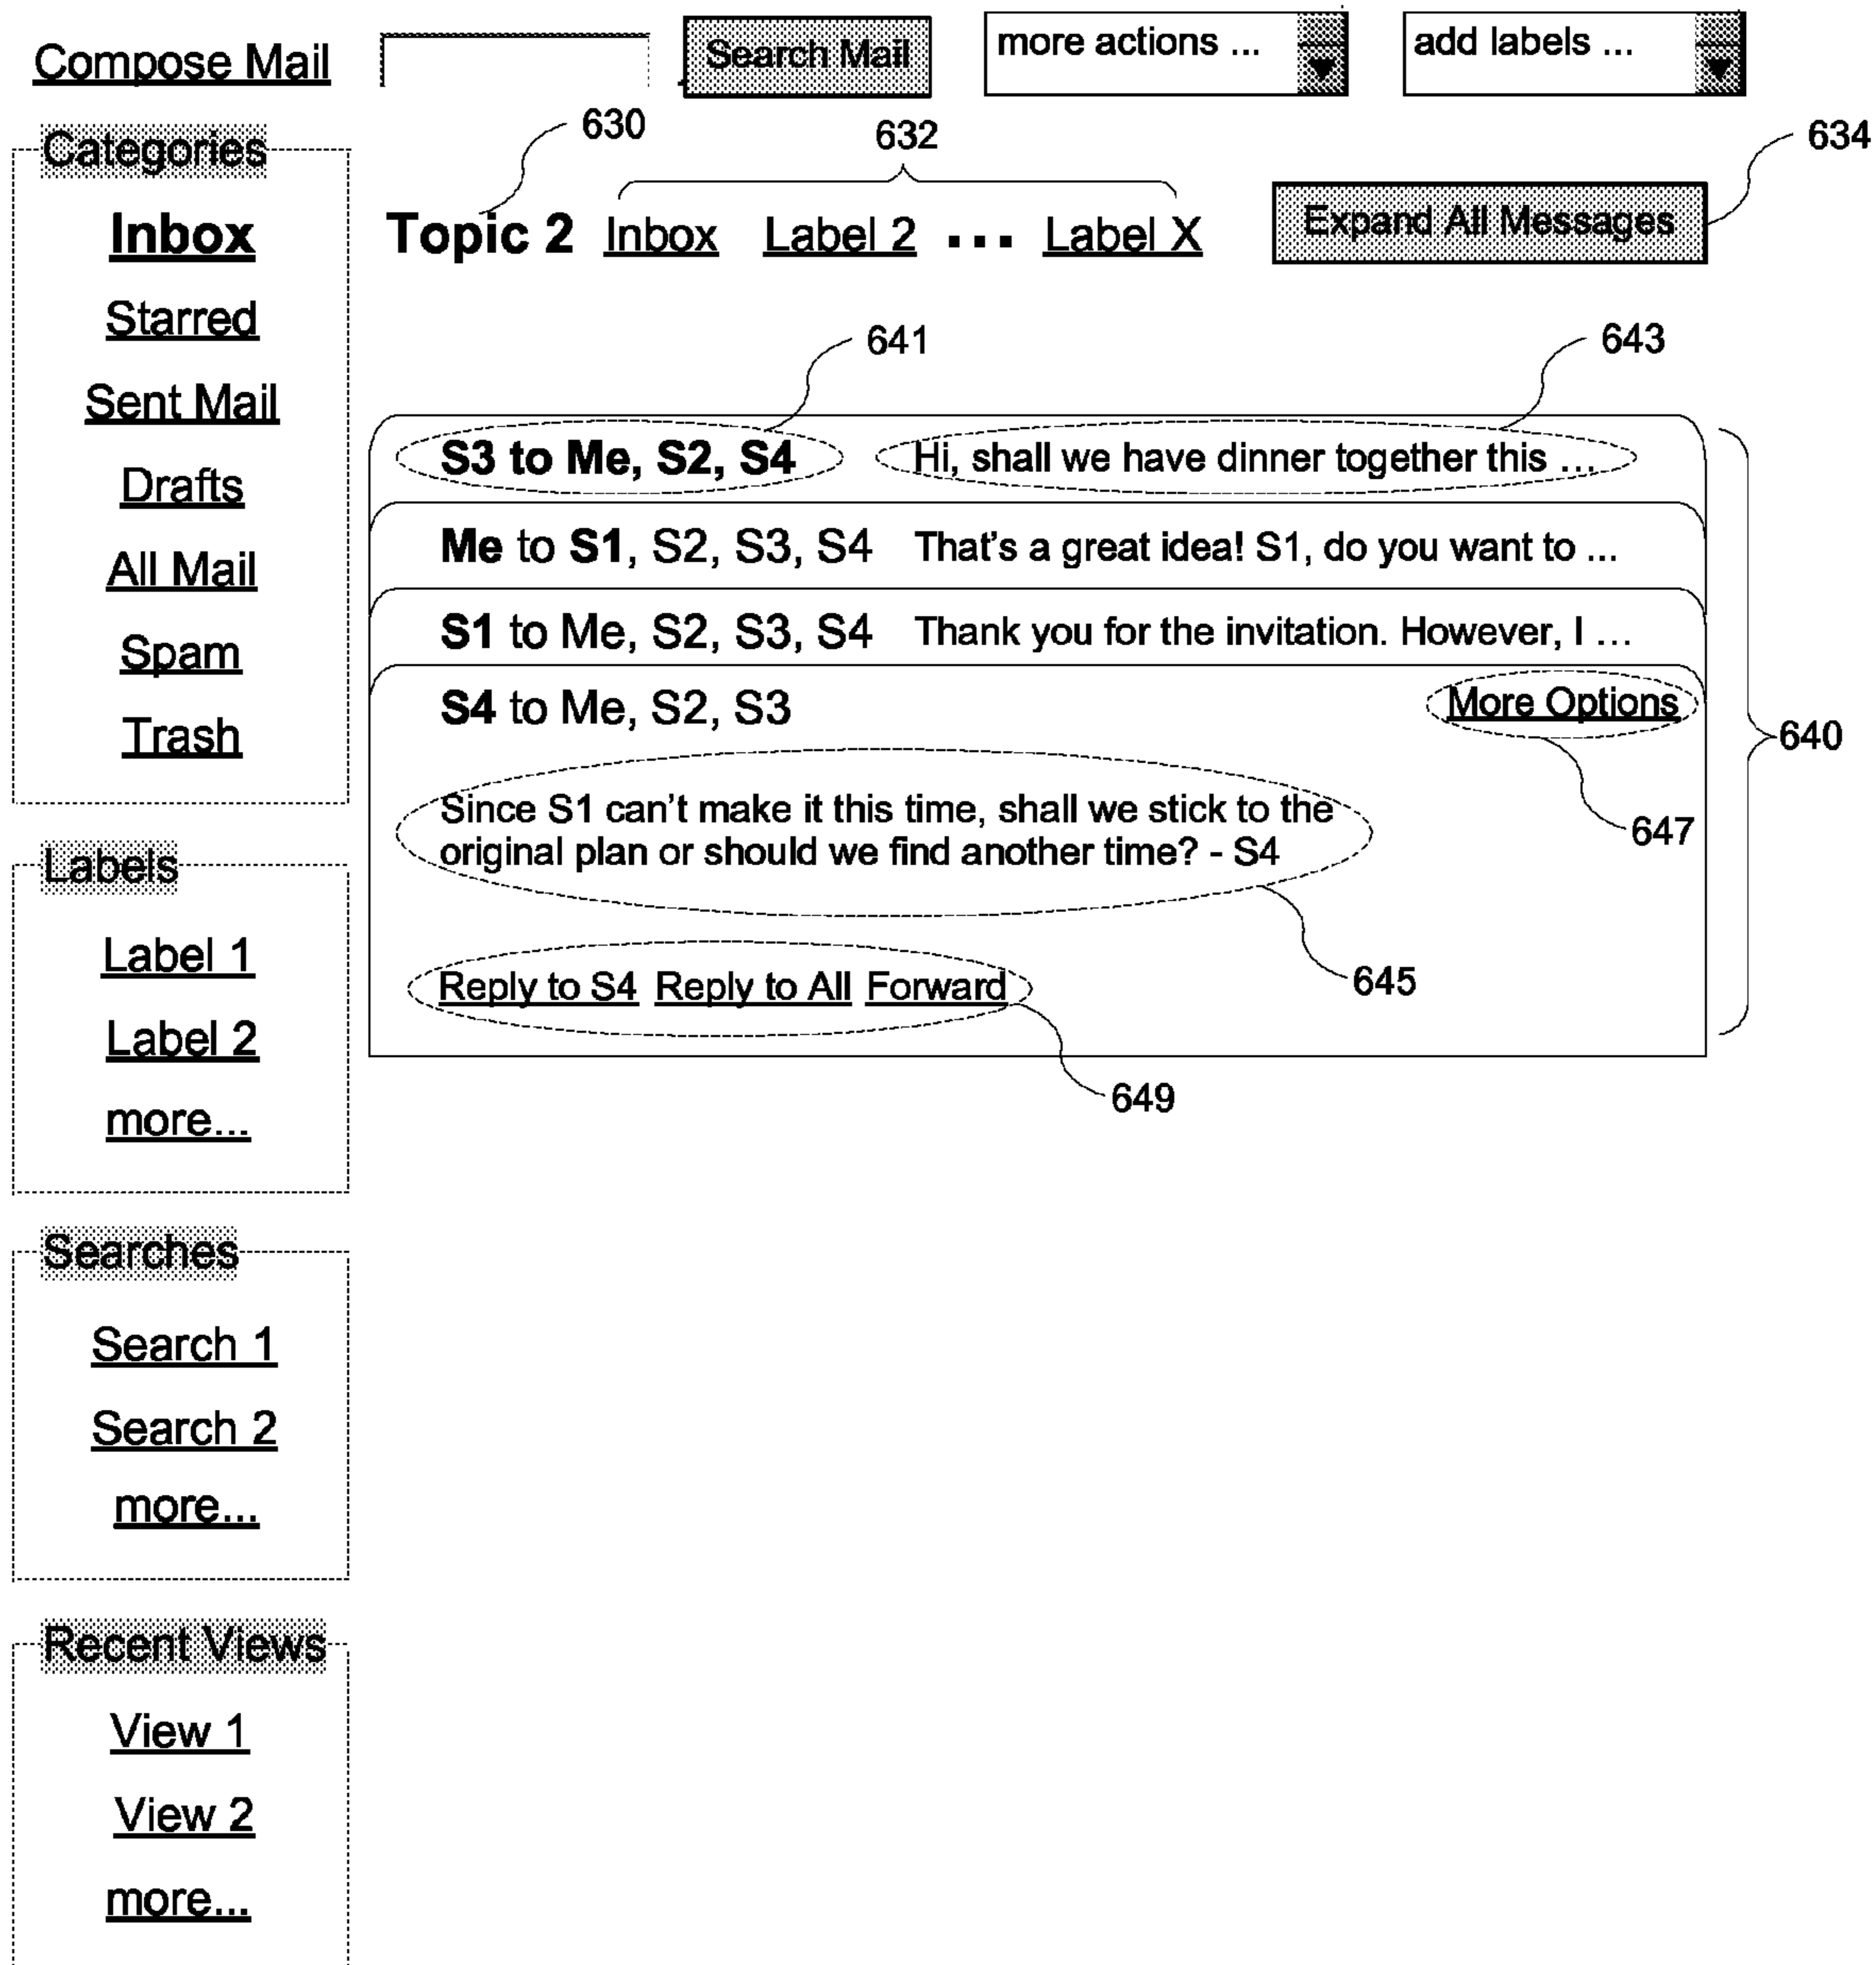 Compose Mail Search Mail more actions ... add labels ...
630 632 634
Categories
Inbox
Starred
Sent Mail
Drafts
All Mail
Spam
Trash
Topic 2 Inbox Label 2 ... Label X Expand All Messages
641 643
S3 to Me, S2, S4 Hi, shall we have dinner together this ...
Me to S1, S2, S3, S4 That's a great idea! S1, do you want to ...
S1 to Me, S2, S3, S4 Thank you for the invitation. However, I ...
S4 to Me, S2, S3 More Options
640
647
Since S1 can't make it this time, shall we stick to the
original plan or should we find another time? - S4
645
Reply to S4 Reply to All Forward
649
Labels
Label 1
Label 2
more...
Searches
Search 1
Search 2
more...
Recent Views
View 1
View 2
more...